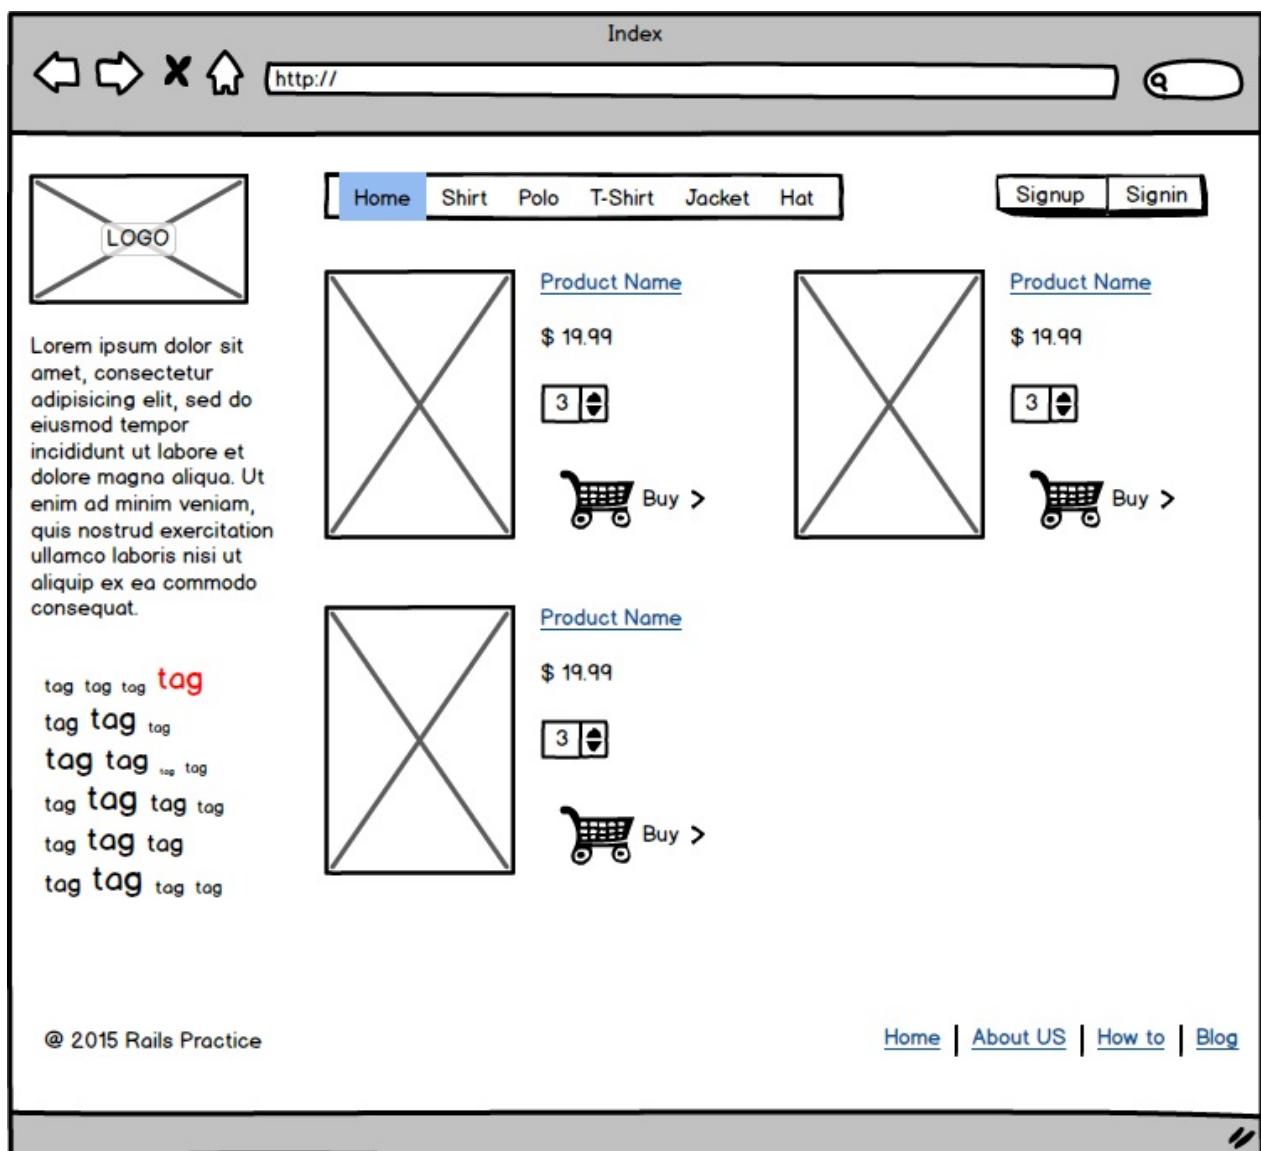 Index
http://
LOGO
Home Shirt Polo T-Shirt Jacket Hat
Signup Signin
Lorem ipsum dolor sit
amet, consectetur
adipisicing elit, sed do
eiusmod tempor
incididunt ut labore et
dolore magna aliqua. Ut
enim ad minim veniam,
quis nostrud exercitation
ullamco laboris nisi ut
aliquip ex ea commodo
consequat.
tag tag tag tag
tag tag tag
tag tag tag tag
tag tag tag tag
tag tag tag
tag tag tag tag
Product Name
$ 19.99
3
Buy >
Product Name
$ 19.99
3
Buy >
Product Name
$ 19.99
3
Buy >
@ 2015 Rails Practice
Home | About US | How to | Blog